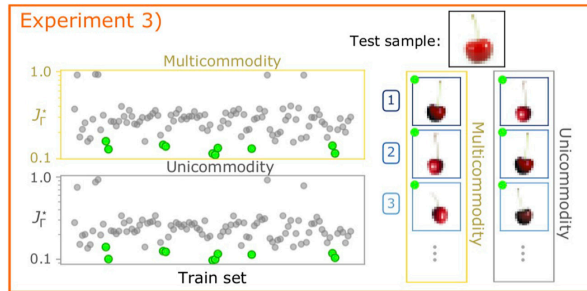 Experiment 3)
Test sample:
Multicommodity
1.0
J*Γ
0.1
Unicommodity
1.0
J*Γ
0.1
Train set
1
2
3
Multicommodity
Unicommodity